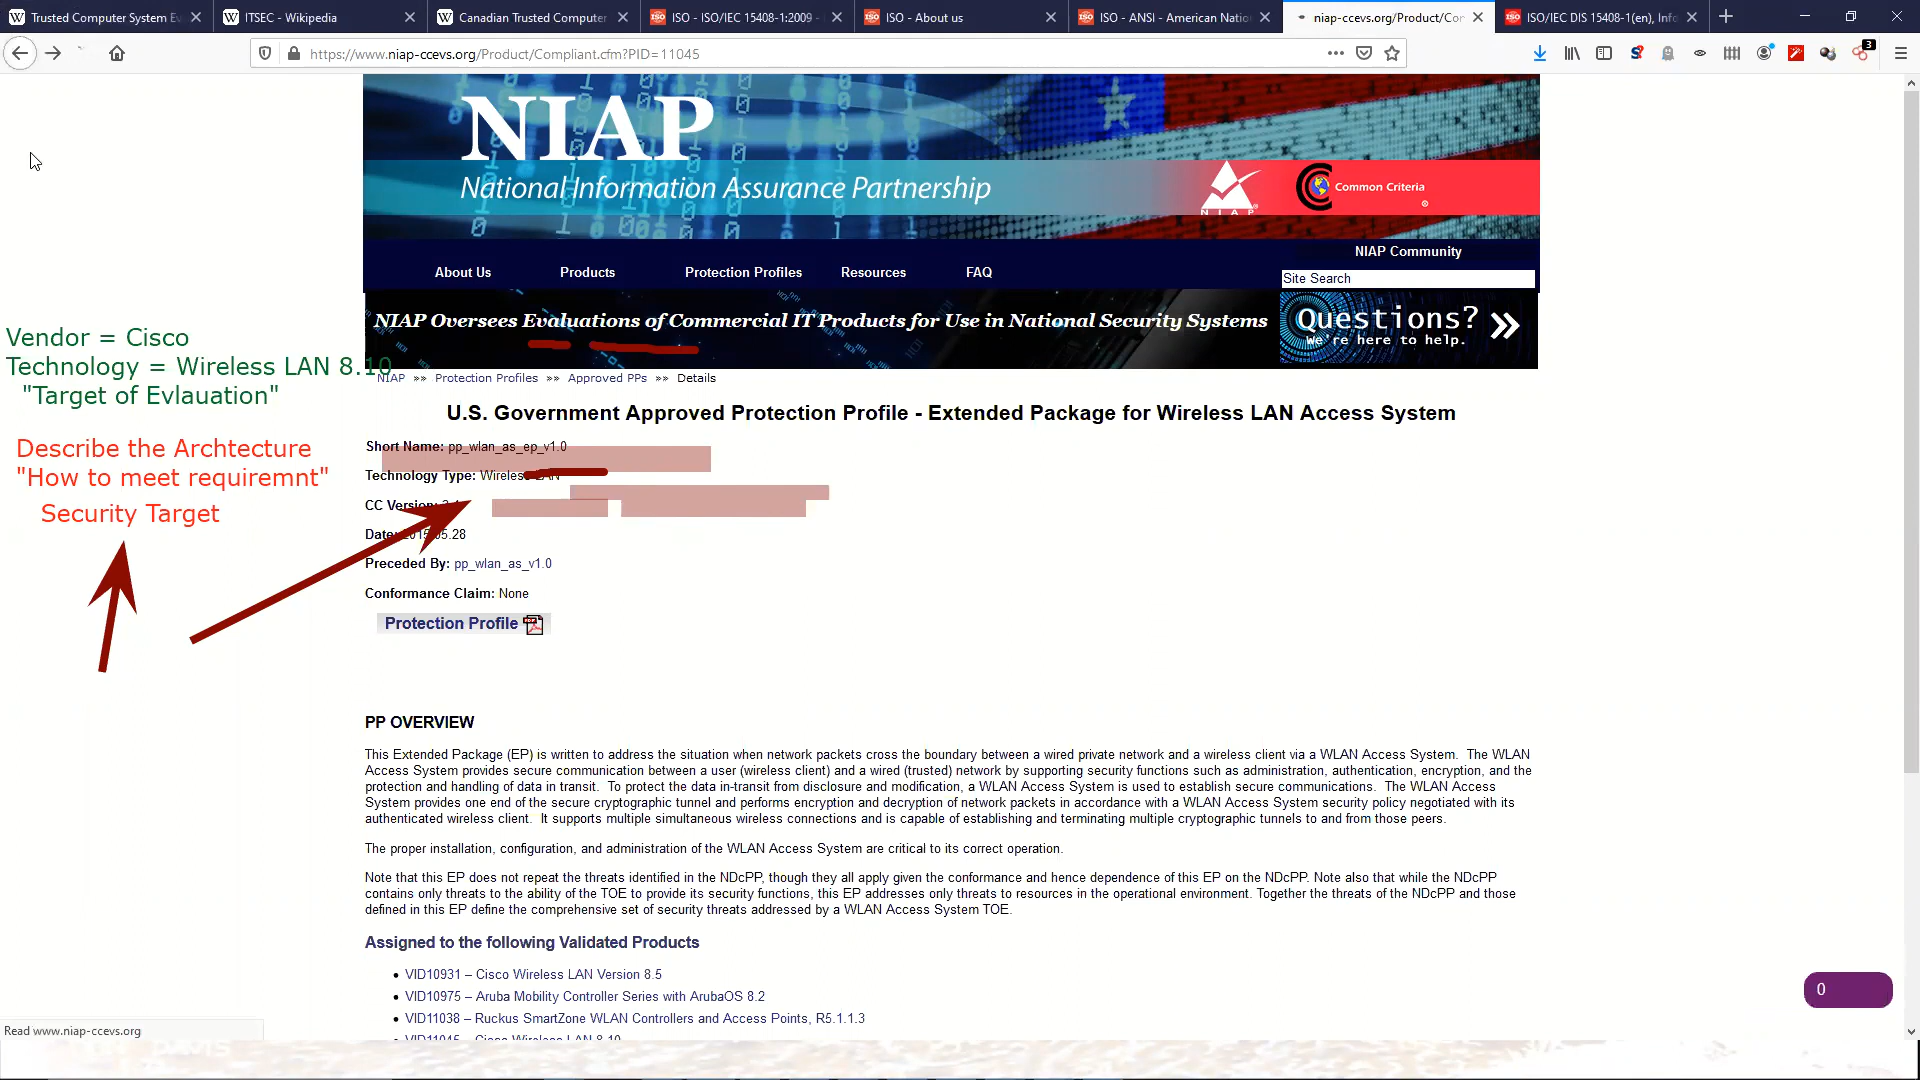 Trusted Computer System Ev
ITSEC - Wikipedia
Canadian Trusted Computer
ISO - ISO/IEC 15408-1:2009 -
ISO - About us
ISO - ANSI - American Natio
niap-ccevs.org/Product/Co
ISO/IEC DIS 15408-1(en), Info
https://www.niap-ccevs.org/Product/Compliant.cfm?PID=11045
3
NIAP
National Information Assurance Partnership
NIAP
Common Criteria
NIAP Community
About Us
Products
Protection Profiles
Resources
FAQ
Site Search
NIAP Oversees Evaluations of Commercial IT Products for Use in National Security Systems
Questions?
We're here to help.
Vendor = Cisco
Technology = Wireless LAN 8.10
"Target of Evlauation"
NIAP »» Protection Profiles »» Approved PPs »» Details
U.S. Government Approved Protection Profile - Extended Package for Wireless LAN Access System
Describe the Archtecture
"How to meet requiremnt"
Security Target
Short Name: pp_wlan_as_ep_v1.0
Technology Type: Wireless LAN
CC Version:
Date: 2015.05.28
Preceded By: pp_wlan_as_v1.0
Conformance Claim: None
Protection Profile
PP OVERVIEW
This Extended Package (EP) is written to address the situation when network packets cross the boundary between a wired private network and a wireless client via a WLAN Access System. The WLAN
Access System provides secure communication between a user (wireless client) and a wired (trusted) network by supporting security functions such as administration, authentication, encryption, and the
protection and handling of data in transit. To protect the data in-transit from disclosure and modification, a WLAN Access System is used to establish secure communications. The WLAN Access
System provides one end of the secure cryptographic tunnel and performs encryption and decryption of network packets in accordance with a WLAN Access System security policy negotiated with its
authenticated wireless client. It supports multiple simultaneous wireless connections and is capable of establishing and terminating multiple cryptographic tunnels to and from those peers.
The proper installation, configuration, and administration of the WLAN Access System are critical to its correct operation.
Note that this EP does not repeat the threats identified in the NDcPP, though they all apply given the conformance and hence dependence of this EP on the NDcPP. Note also that while the NDcPP
contains only threats to the ability of the TOE to provide its security functions, this EP addresses only threats to resources in the operational environment. Together the threats of the NDcPP and those
defined in this EP define the comprehensive set of security threats addressed by a WLAN Access System TOE.
Assigned to the following Validated Products
• VID10931 – Cisco Wireless LAN Version 8.5
• VID10975 – Aruba Mobility Controller Series with ArubaOS 8.2
• VID11038 – Ruckus SmartZone WLAN Controllers and Access Points, R5.1.1.3
• VID11045 – Cisco Wireless LAN 8.10
0
Read www.niap-ccevs.org